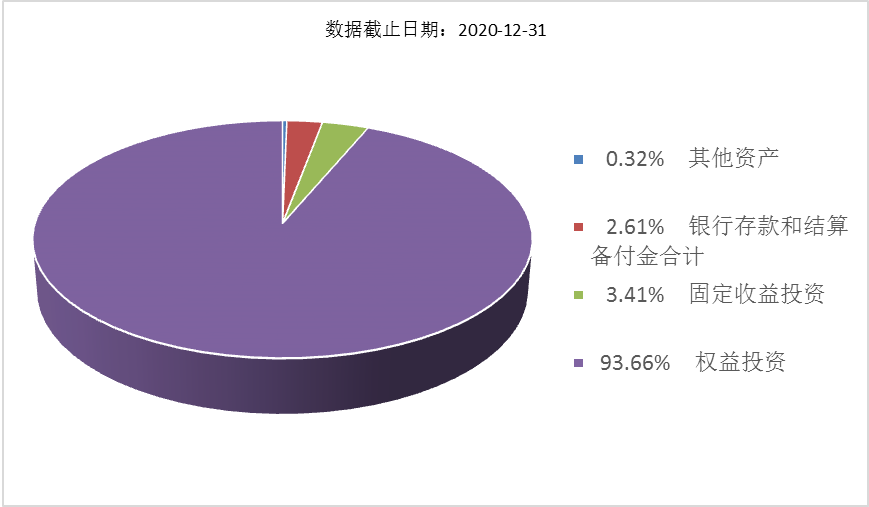 数据截止日期：2020-12-31
0.32% 其他资产
2.61% 银行存款和结算
备付金合计
3.41% 固定收益投资
93.66% 权益投资